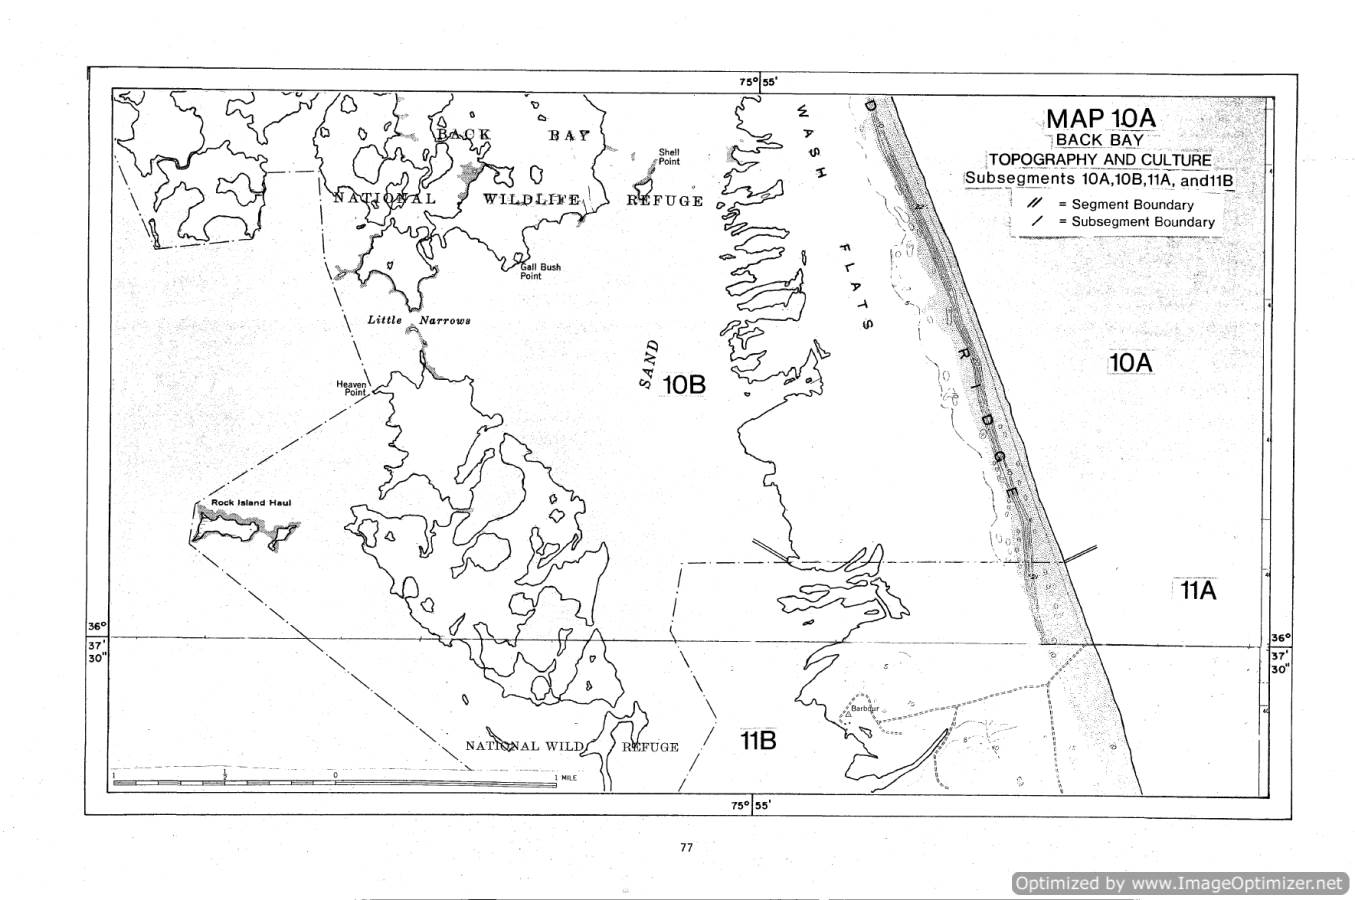 75° 55'
MAP 10A
BACK BAY
TOPOGRAPHY AND CULTURE
Subsegments 10A,10B,11A, and11B
// = Segment Boundary
/ = Subsegment Boundary
BACK BAY
NATIONAL WILDLIFE REFUGE
Shell
Point
WASH FLATS
D RIDGE
Gall Bush
Point
Little Narrows
SAND
10B
10A
Heaven
Point
Rock Island Haul
11A
36°
37'
30"
36°
37'
30"
Barbour
11B
NATIONAL WILD REFUGE
1 ½ 0 1 MILE
75° 55'
77
Optimized by www.ImageOptimizer.net